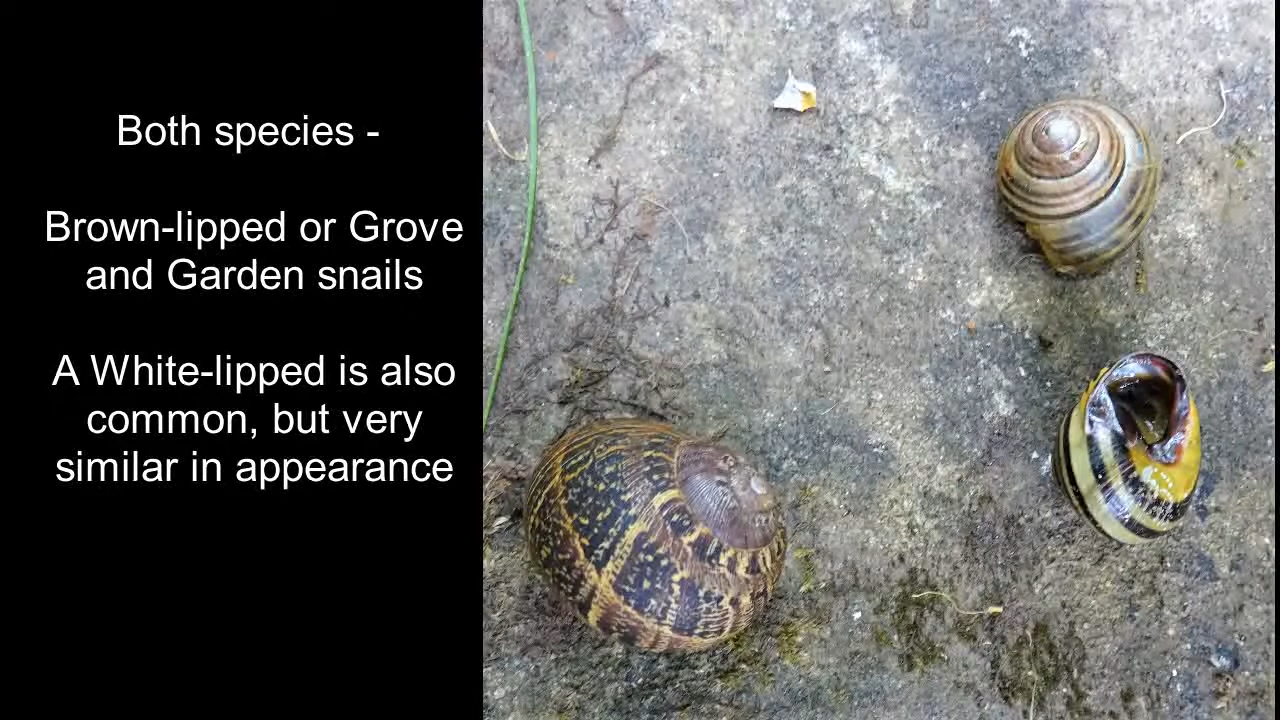 Both species -
Brown-lipped or Grove
and Garden snails
A White-lipped is also
common, but very
similar in appearance